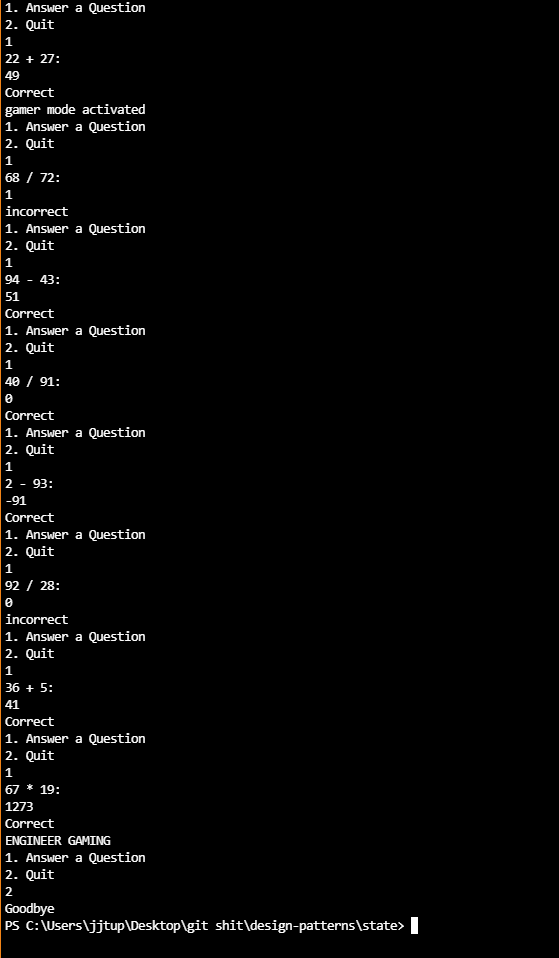 1. Answer a Question
2. Quit
1
22 + 27:
49
Correct
gamer mode activated
1. Answer a Question
2. Quit
1
68 / 72:
1
incorrect
1. Answer a Question
2. Quit
1
94 - 43:
51
Correct
1. Answer a Question
2. Quit
1
40 / 91:
0
Correct
1. Answer a Question
2. Quit
1
2 - 93:
-91
Correct
1. Answer a Question
2. Quit
1
92 / 28:
0
incorrect
1. Answer a Question
2. Quit
1
36 + 5:
41
Correct
1. Answer a Question
2. Quit
1
67 * 19:
1273
Correct
ENGINEER GAMING
1. Answer a Question
2. Quit
2
Goodbye
PS C:\Users\jjtup\Desktop\git shit\design-patterns\state>